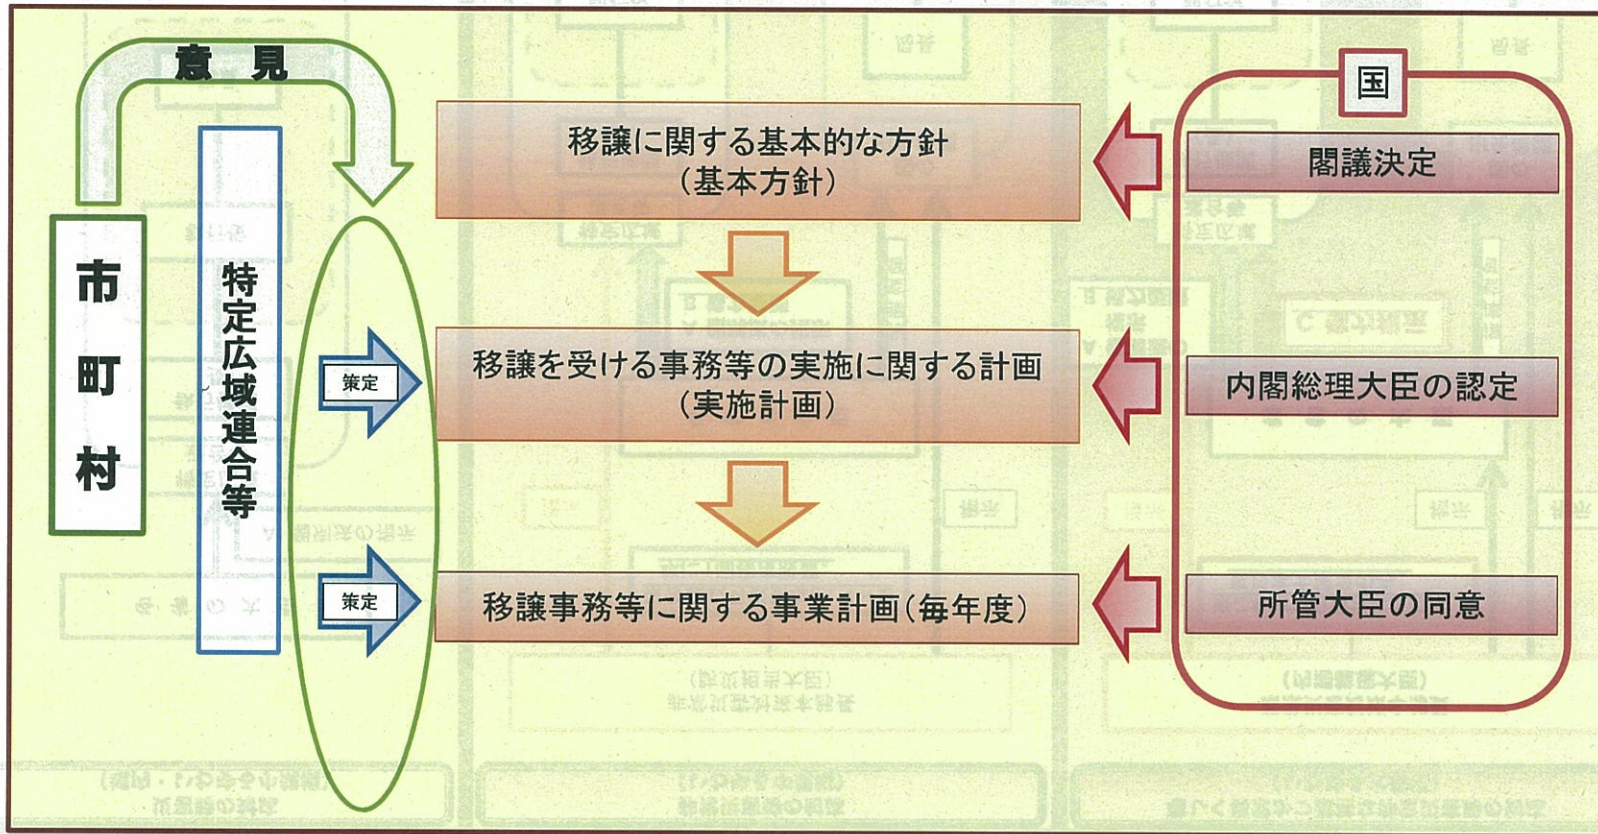 意見
国
市町村
特定広域連合等
移譲に関する基本的な方針
(基本方針)
閣議決定
策定
移譲を受ける事務等の実施に関する計画
(実施計画)
内閣総理大臣の認定
策定
移譲事務等に関する事業計画(毎年度)
所管大臣の同意